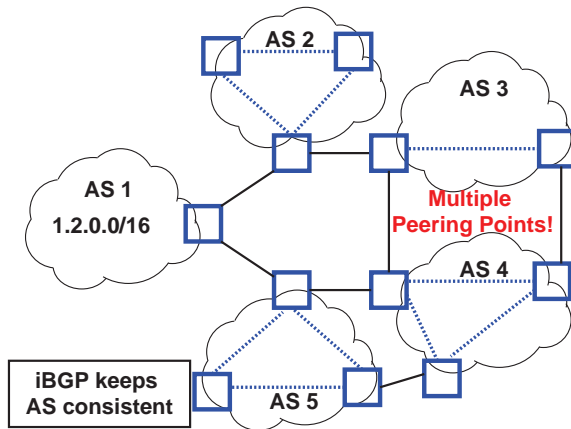 AS 2
AS 3
AS 1
1.2.0.0/16
Multiple
Peering Points!
AS 4
iBGP keeps
AS consistent
AS 5